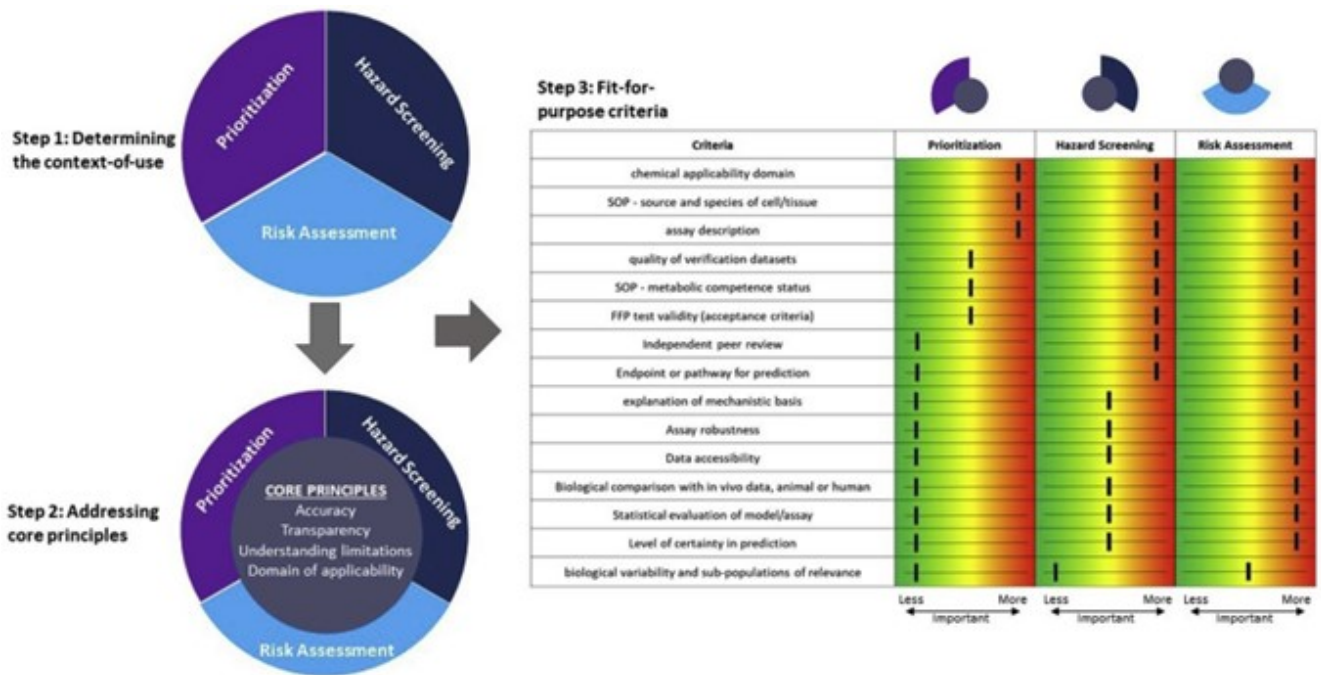 Prioritization
Hazard Screening
Risk Assessment
Step 1: Determining
the context-of-use
Prioritization
Hazard Screening
Risk Assessment
CORE PRINCIPLES
Accuracy
Transparency
Understanding limitations
Domain of applicability
Step 2: Addressing
core principles
Step 3: Fit-for-
purpose criteria
Criteria Prioritization Hazard Screening Risk Assessment
chemical applicability domain
SOP - source and species of cell/tissue
assay description
quality of verification datasets
SOP - metabolic competence status
FFP test validity (acceptance criteria)
Independent peer review
Endpoint or pathway for prediction
explanation of mechanistic basis
Assay robustness
Data accessibility
Biological comparison with in vivo data, animal or human
Statistical evaluation of model/assay
Level of certainty in prediction
biological variability and sub-populations of relevance
Less More Less More Less More
Important Important Important